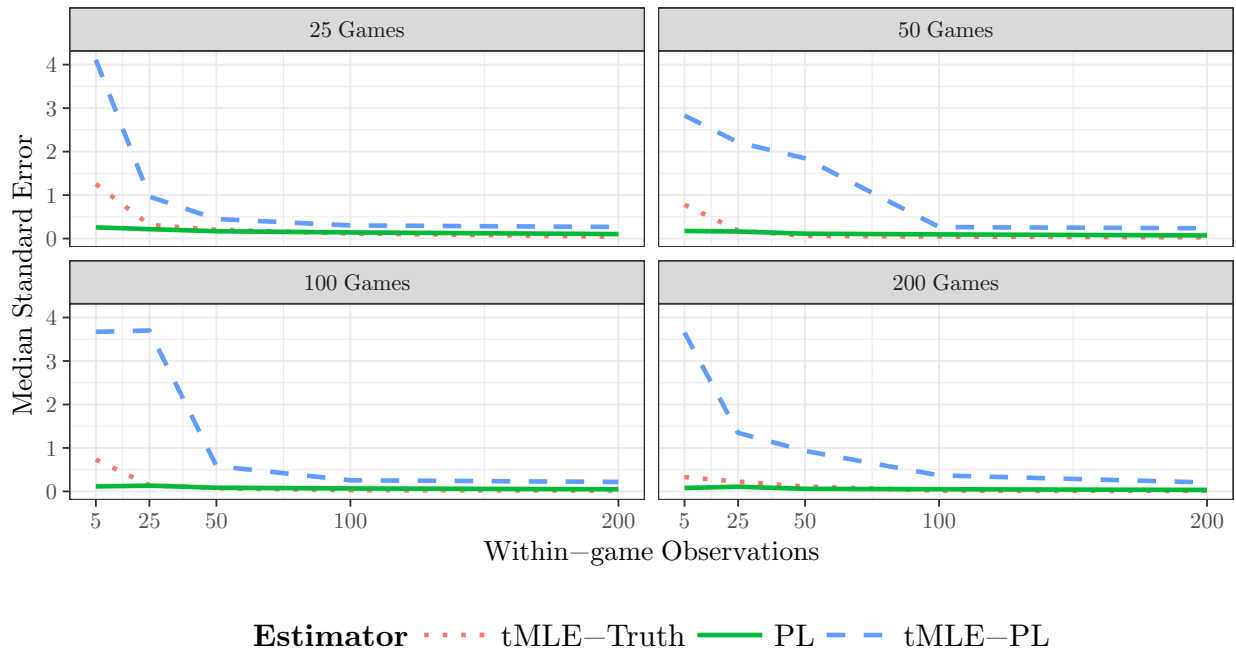 25 Games
50 Games
4
3
2
1
0
100 Games
200 Games
4
3
2
1
0
Median Standard Error
5 25 50 100 200
5 25 50 100 200
Within−game Observations
Estimator tMLE−Truth PL tMLE−PL